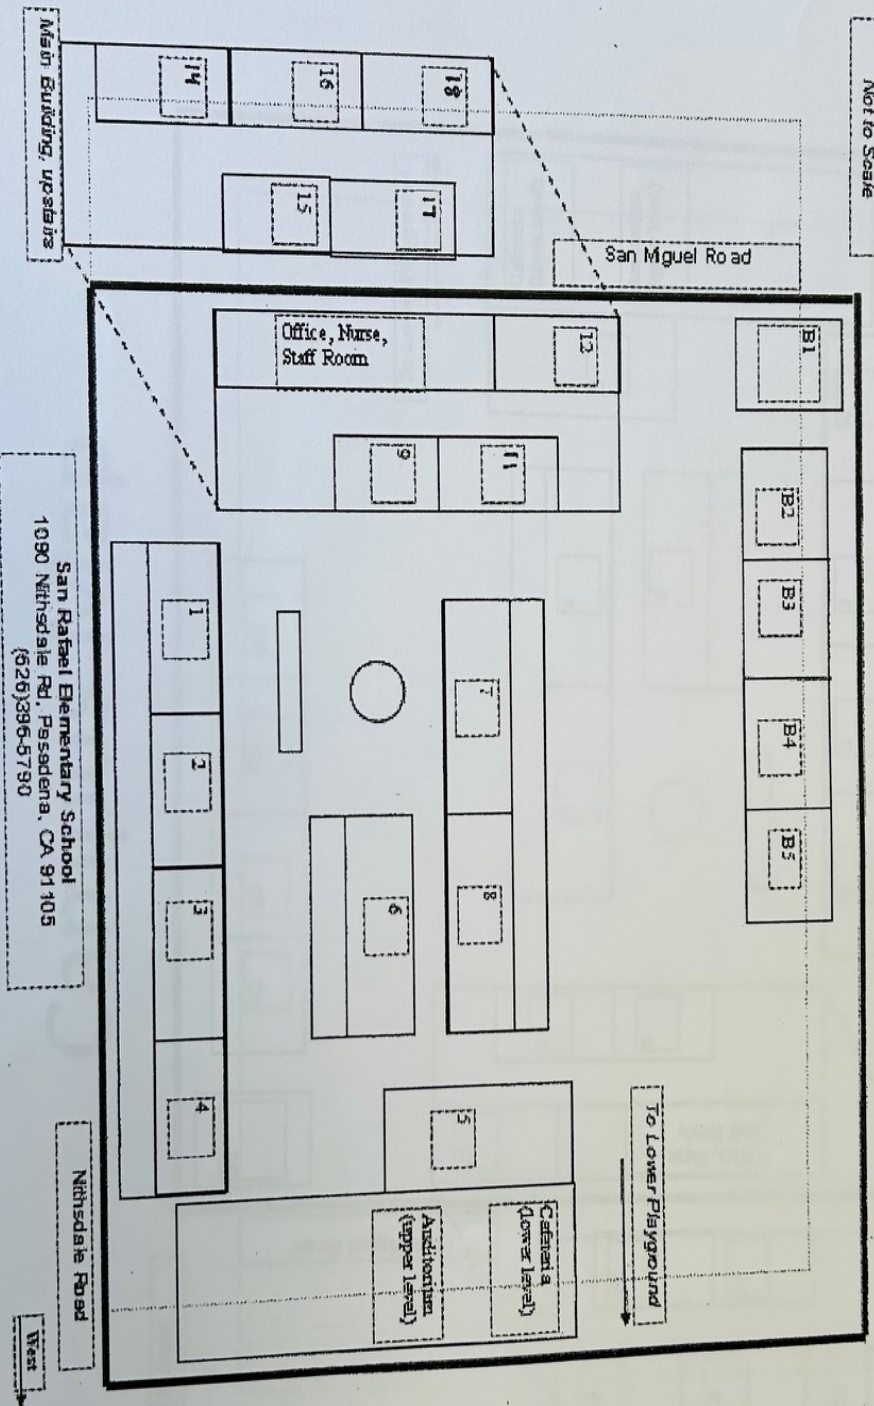 Not to Scale
Main Building, upstairs
14
16
18
15
17
San Miguel Road
Office, Nurse,
Staff Room
12
9
11
B1
B2
B3
B4
B5
1
2
3
4
7
8
6
5
To Lower Playground
Cafeteria
(lower level)
Auditorium
(upper level)
Nithsdale Road
West
San Rafael Elementary School
1090 Nithsdale Rd, Pasadena, CA 91105
(626)396-5790